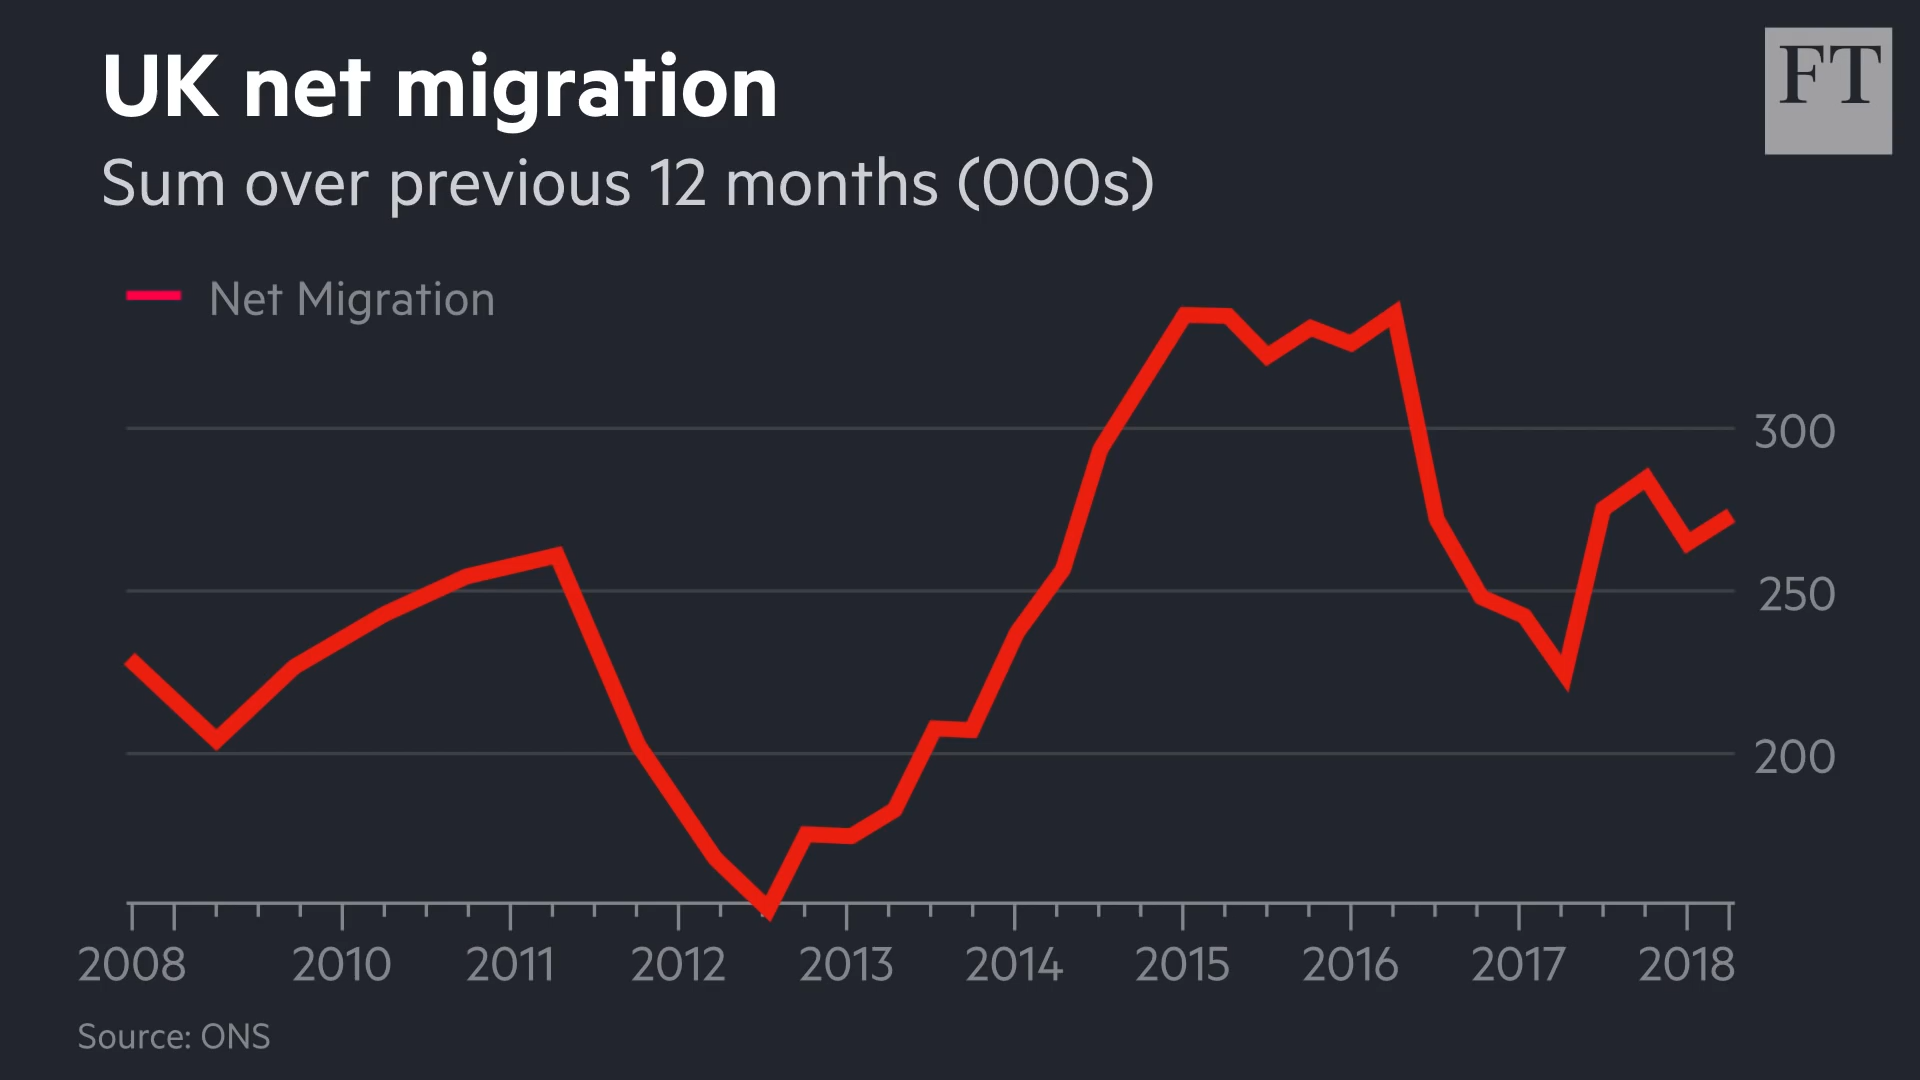 UK net migration
FT
Sum over previous 12 months (000s)
Net Migration
300
250
200
2008 2010 2011 2012 2013 2014 2015 2016 2017 2018
Source: ONS